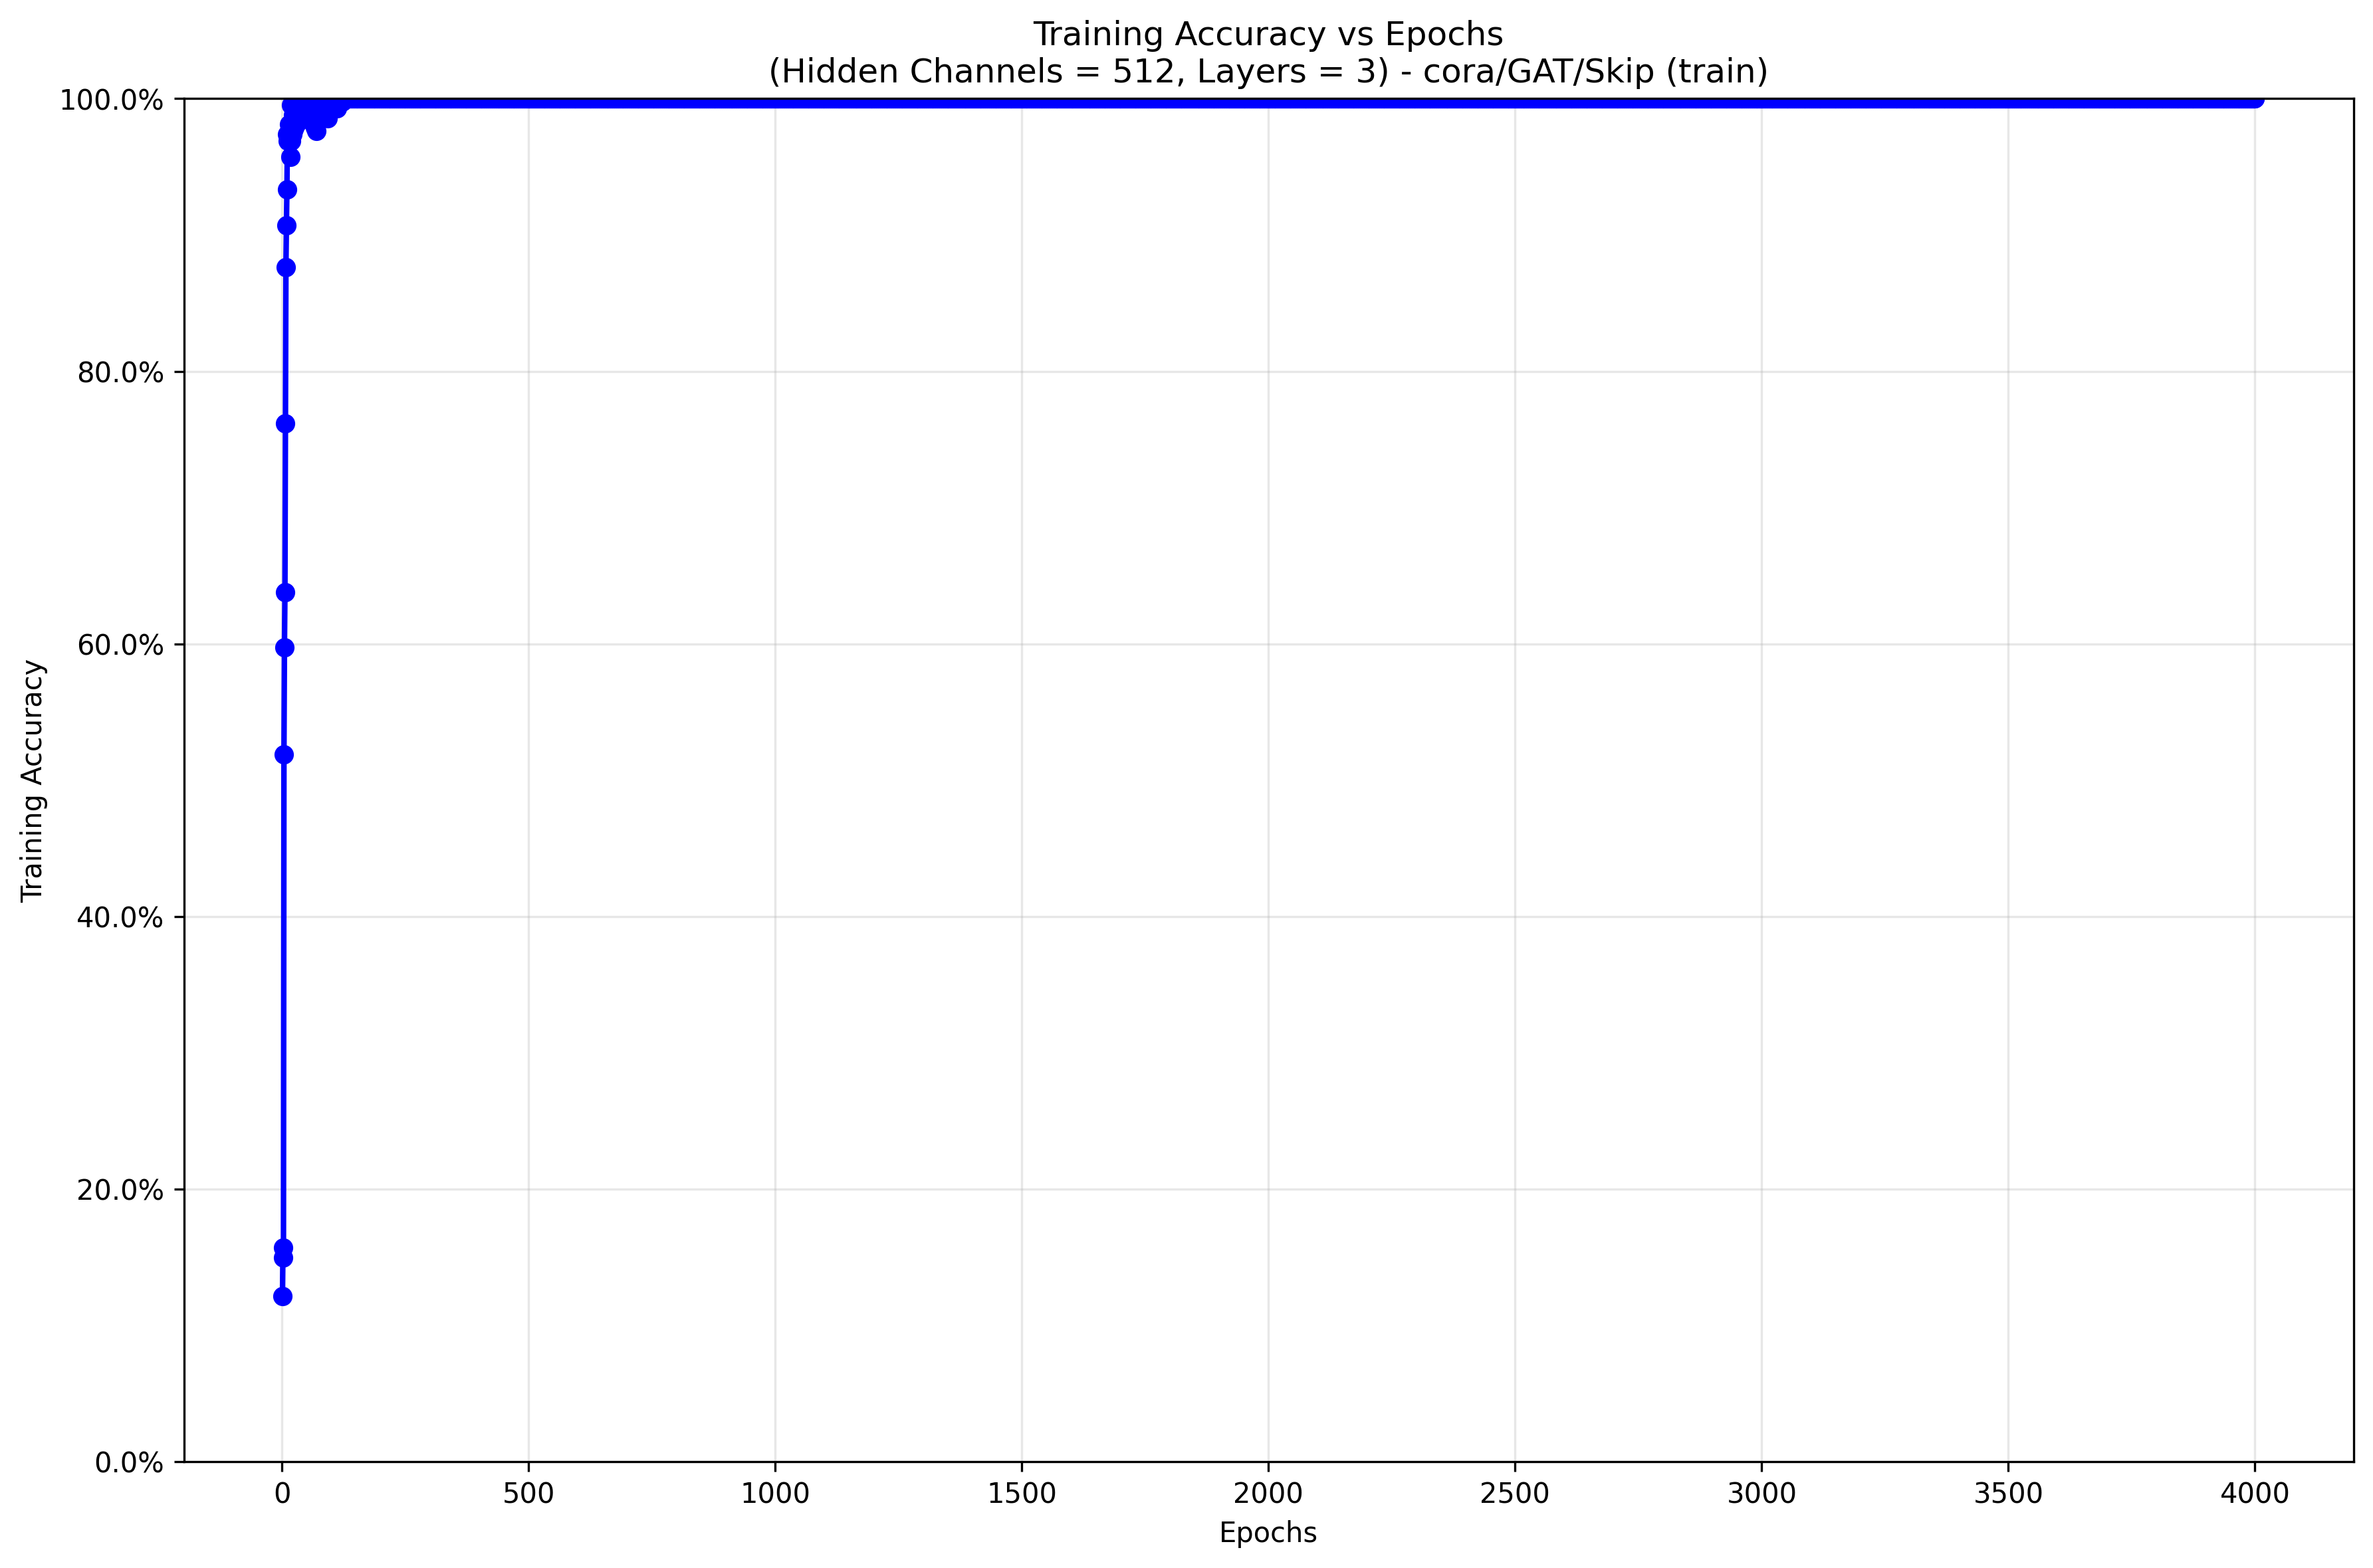 Training Accuracy vs Epochs
(Hidden Channels = 512, Layers = 3) - cora/GAT/Skip (train)
Training Accuracy
100.0%
80.0%
60.0%
40.0%
20.0%
0.0%
0 500 1000 1500 2000 2500 3000 3500 4000
Epochs